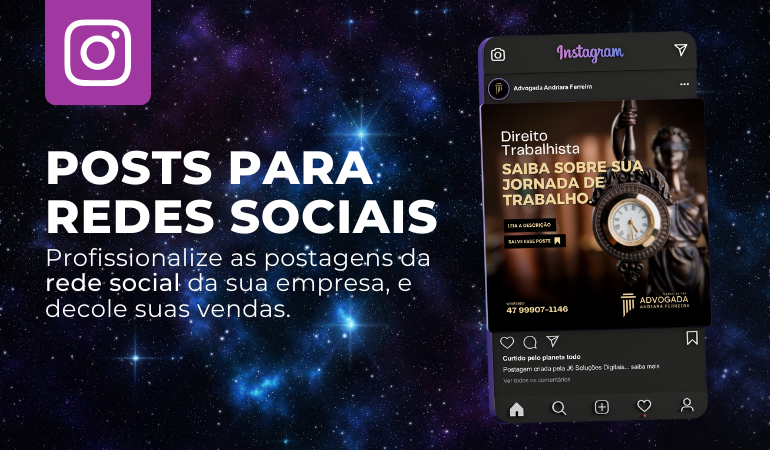 POSTS PARA
REDES SOCIAIS
Profissionalize as postagens da
rede social da sua empresa, e
decole suas vendas.
Instagram
Advogada Andriara Ferreira
Direito
Trabalhista
SAIBA SOBRE SUA
JORNADA DE
TRABALHO.
LEIA A DESCRIÇÃO
SALVE ESSE POSTE
whatsapp
47 99907-1146
ADVOGADA
ANDRIARA FERREIRA
Curtido pelo planeta todo
Postagem criada pela J6 Soluções Digitais... saiba mais
Ver todos os comentários